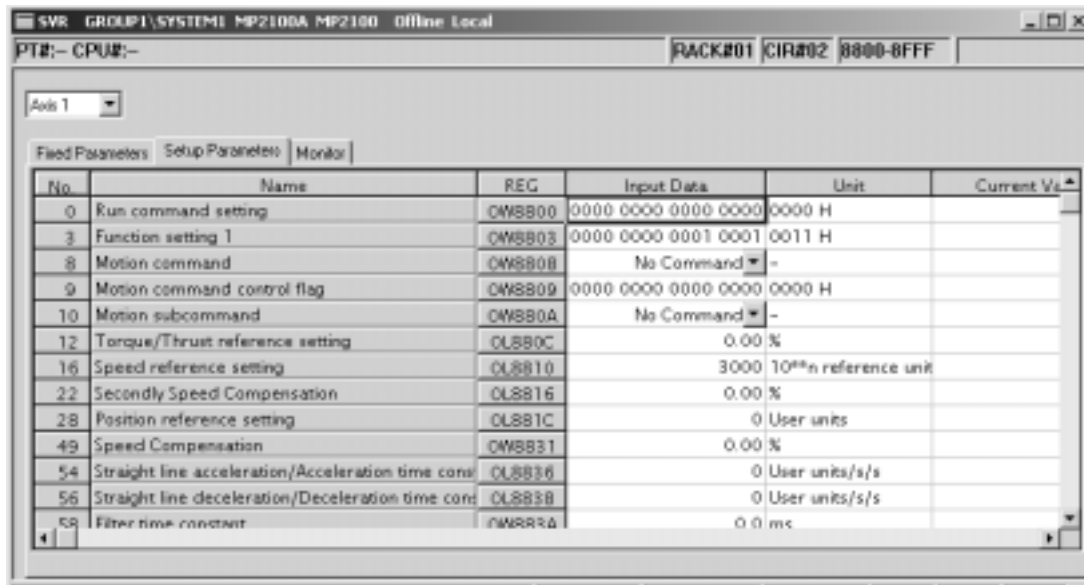 SVR GROUP1\SYSTEM1 MP2100A MP2100 Offline Local
PT#:– CPU#:– RACK#01 CIR#02 8800-8FFF
Axis 1
Fixed Parameters Setup Parameters Monitor
No. Name REG Input Data Unit Current Va
0 Run command setting OW8800 0000 0000 0000 0000 0000 H
3 Function setting 1 OW8803 0000 0000 0001 0001 0011 H
8 Motion command OW8808 No Command –
9 Motion command control flag OW8809 0000 0000 0000 0000 0000 H
10 Motion subcommand OW880A No Command –
12 Torque/Thrust reference setting OL880C 0.00 %
16 Speed reference setting OL8810 3000 10**n reference unit
22 Secondly Speed Compensation OL8816 0.00 %
28 Position reference setting OL881C 0 User units
49 Speed Compensation OW8831 0.00 %
54 Straight line acceleration/Acceleration time cons OL8836 0 User units/s/s
56 Straight line deceleration/Deceleration time cons OL8838 0 User units/s/s
58 Filter time constant OW883A 0.0 ms